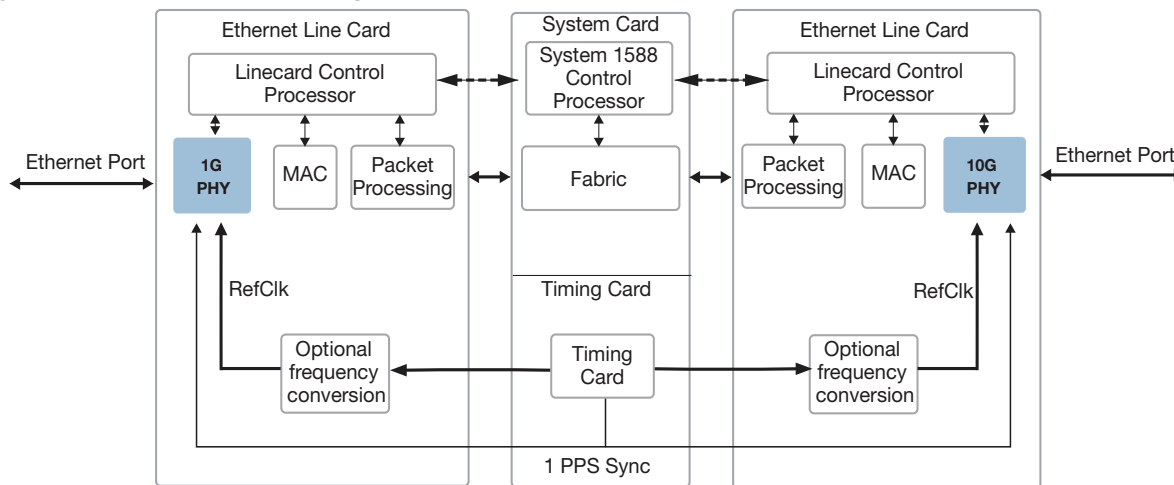 Ethernet Line Card
System Card
Ethernet Line Card
Linecard Control
Processor
System 1588
Control
Processor
Linecard Control
Processor
Ethernet Port
1G
PHY
MAC
Packet
Processing
Fabric
Packet
Processing
MAC
10G
PHY
Ethernet Port
RefClk
Timing Card
RefClk
Optional
frequency
conversion
Timing
Card
Optional
frequency
conversion
1 PPS Sync